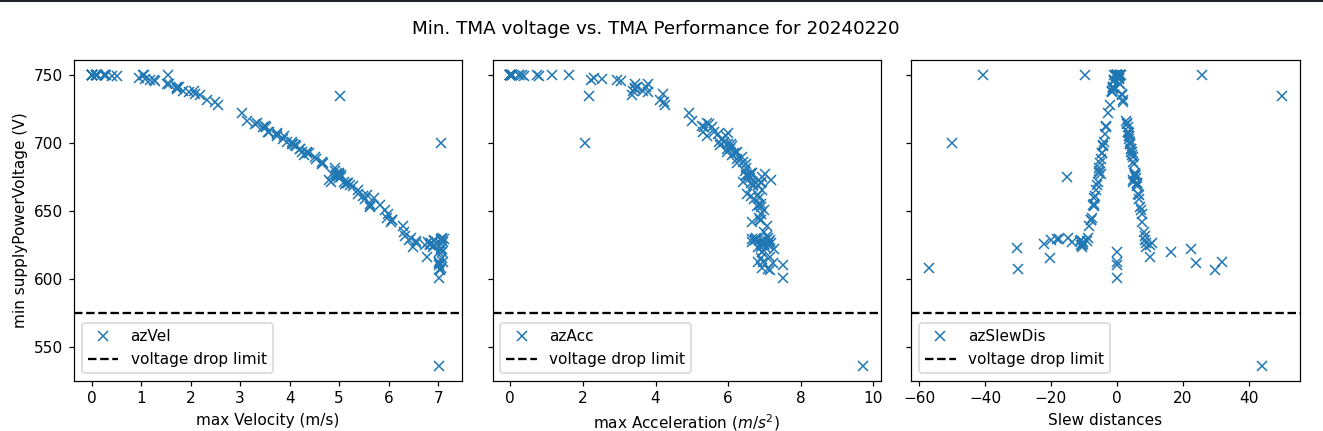 Min. TMA voltage vs. TMA Performance for 20240220
min supplyPowerVoltage (V)
750
700
650
600
550
azVel
voltage drop limit
0 1 2 3 4 5 6 7
max Velocity (m/s)
azAcc
voltage drop limit
0 2 4 6 8 10
max Acceleration (m/s²)
azSlewDis
voltage drop limit
−60 −40 −20 0 20 40
Slew distances